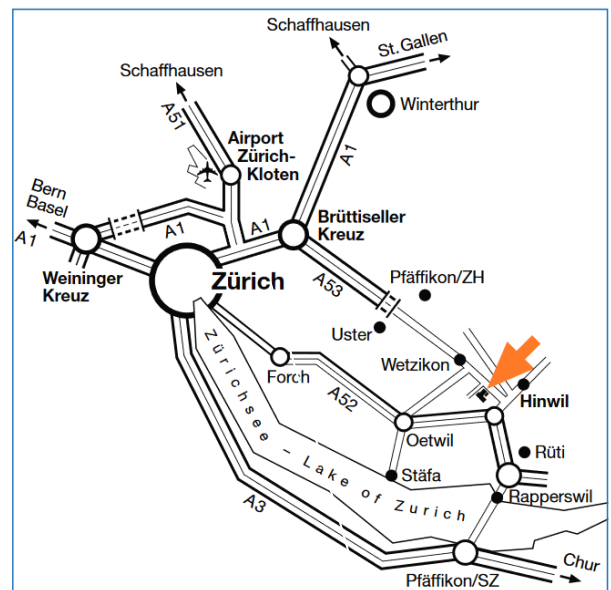 Schaffhausen
St. Gallen
Schaffhausen
Winterthur
A51
Airport
Zürich-
Kloten
A1
Bern
Basel
A1
A1
A1
Brüttiseller
Kreuz
Weininger
Kreuz
Zürich
A53
Pfäffikon/ZH
Uster
Wetzikon
Forch
A52
Hinwil
Oetwil
Rüti
Stäfa
Rapperswil
Zürichsee – Lake of Zurich
A3
Chur
Pfäffikon/SZ